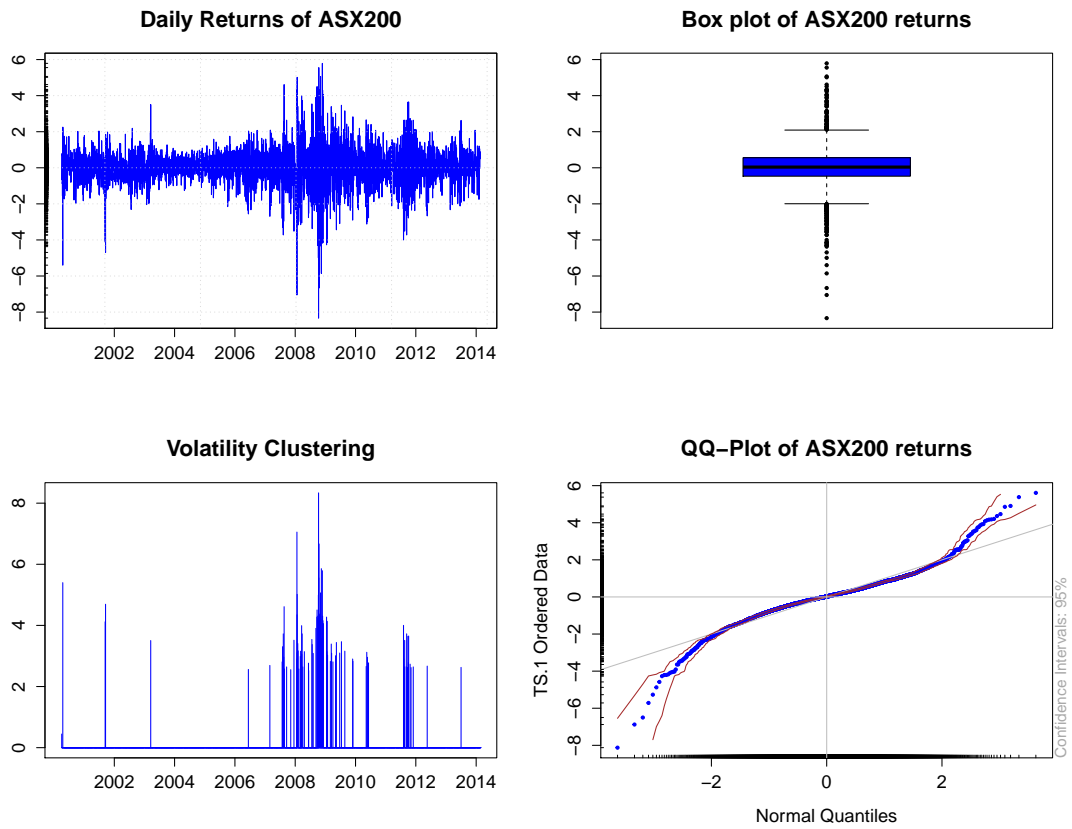 Daily Returns of ASX200
6
4
2
0
−2
−4
−6
−8
2002 2004 2006 2008 2010 2012 2014
Box plot of ASX200 returns
6
4
2
0
−2
−4
−6
−8
Volatility Clustering
8
6
4
2
0
2002 2004 2006 2008 2010 2012 2014
QQ−Plot of ASX200 returns
TS.1 Ordered Data
6
4
2
0
−2
−4
−6
−8
−2 0 2
Normal Quantiles
Confidence Intervals: 95%